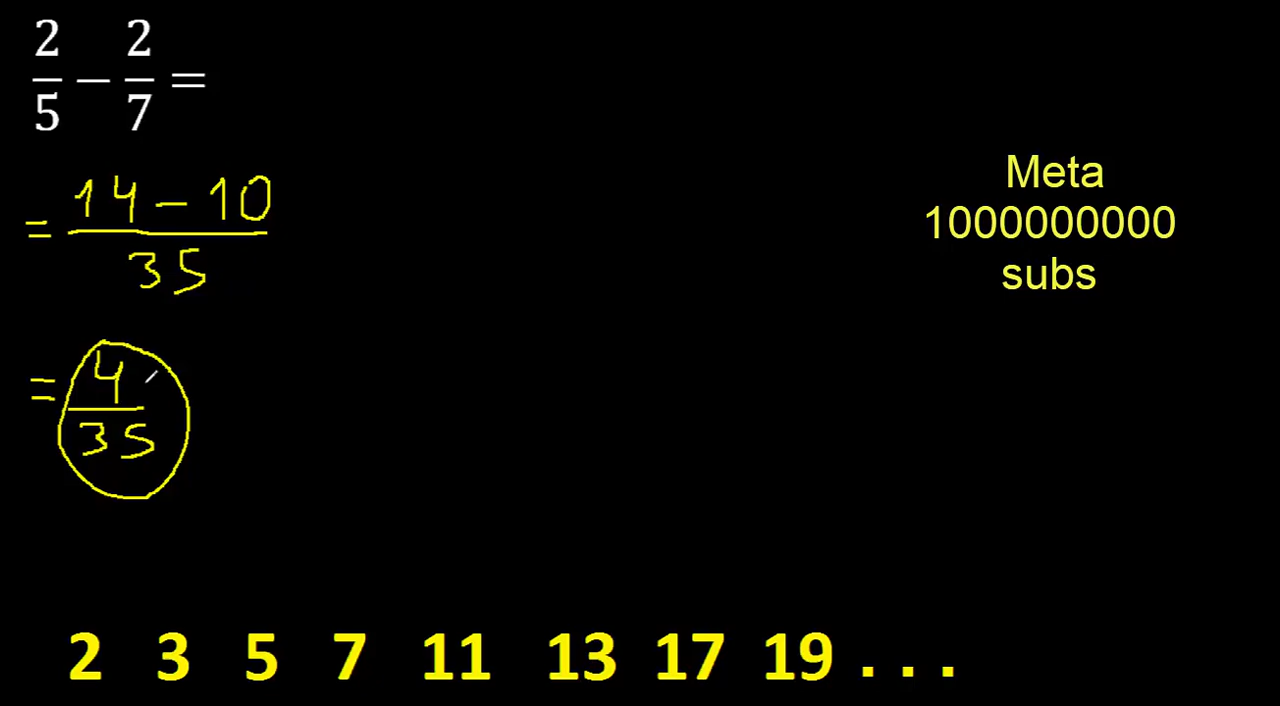 2/5 - 2/7 =
= 14 - 10 / 35
= 4/35
Meta
1000000000
subs
2 3 5 7 11 13 17 19 . . .